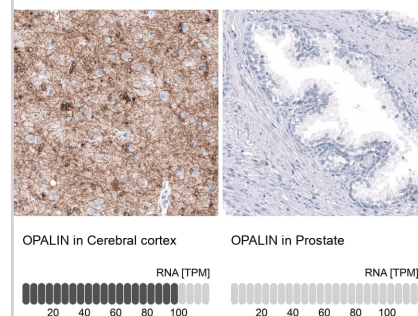 OPALIN in Cerebral cortex
OPALIN in Prostate
RNA [TPM]
RNA [TPM]
20 40 60 80 100
20 40 60 80 100